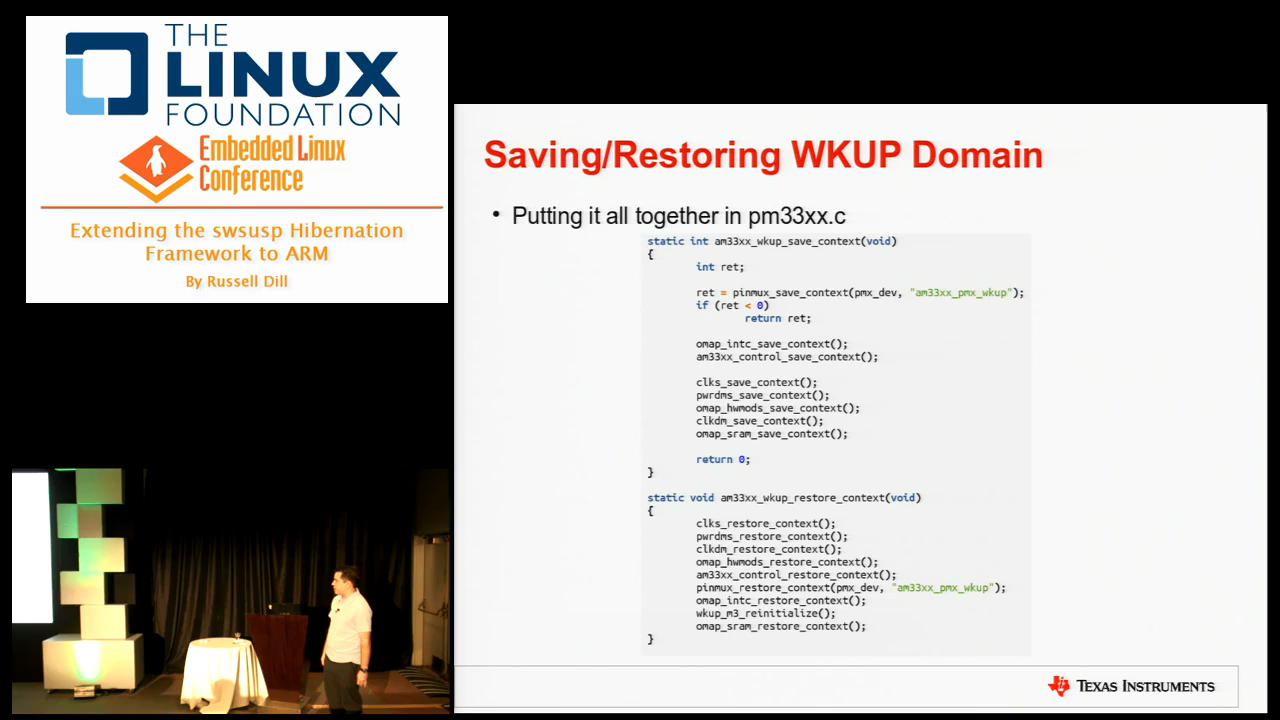 THE
LINUX
FOUNDATION
Embedded Linux
Conference
Extending the swsusp Hibernation
Framework to ARM
By Russell Dill
Saving/Restoring WKUP Domain
• Putting it all together in pm33xx.c
static int am33xx_wkup_save_context(void)
{
int ret;
ret = pinmux_save_context(pmx_dev, "am33xx_pmx_wkup");
if (ret < 0)
return ret;
omap_intc_save_context();
am33xx_control_save_context();
clks_save_context();
pwrdms_save_context();
omap_hwmods_save_context();
clkdm_save_context();
omap_sram_save_context();
return 0;
}
static void am33xx_wkup_restore_context(void)
{
clks_restore_context();
pwrdms_restore_context();
clkdm_restore_context();
omap_hwmods_restore_context();
am33xx_control_restore_context();
pinmux_restore_context(pmx_dev, "am33xx_pmx_wkup");
omap_intc_restore_context();
wkup_m3_reinitialize();
omap_sram_restore_context();
}
TEXAS INSTRUMENTS